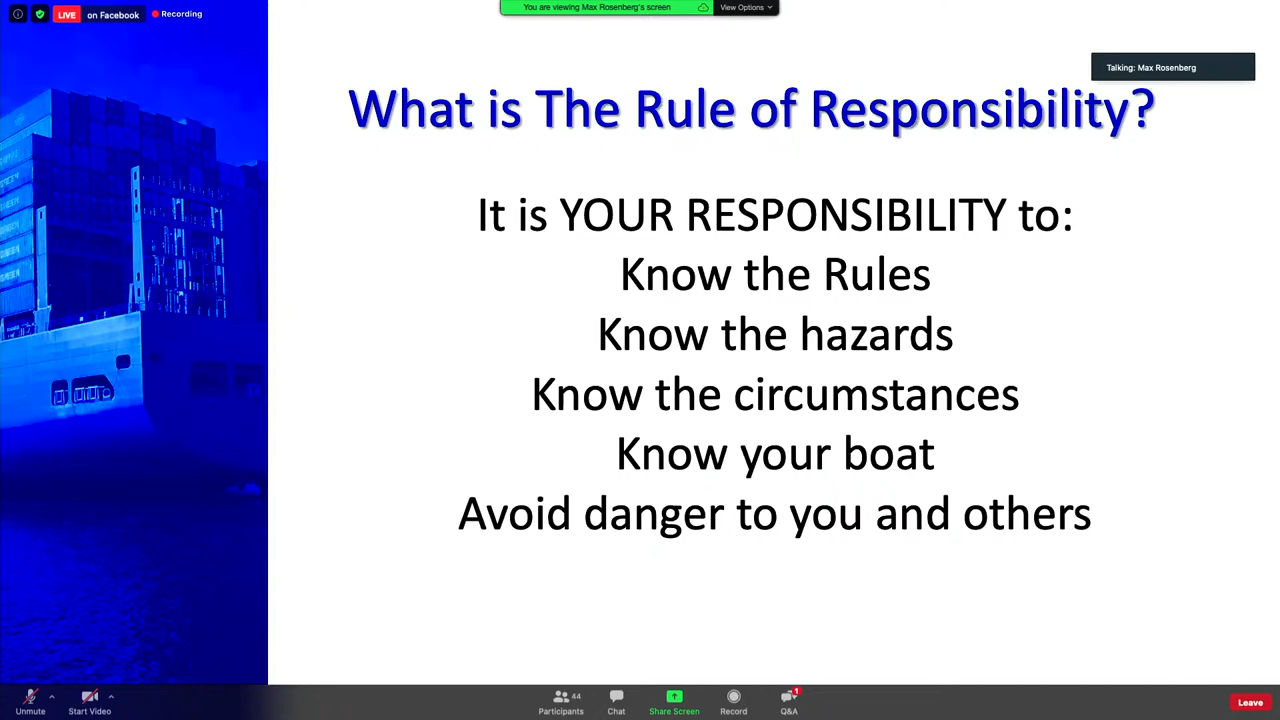 LIVE on Facebook Recording
You are viewing Max Rosenberg's screen View Options
Talking: Max Rosenberg
What is The Rule of Responsibility?
It is YOUR RESPONSIBILITY to:
Know the Rules
Know the hazards
Know the circumstances
Know your boat
Avoid danger to you and others
Unmute
Start Video
44
Participants
Chat
Share Screen
Record
1
Q&A
Leave